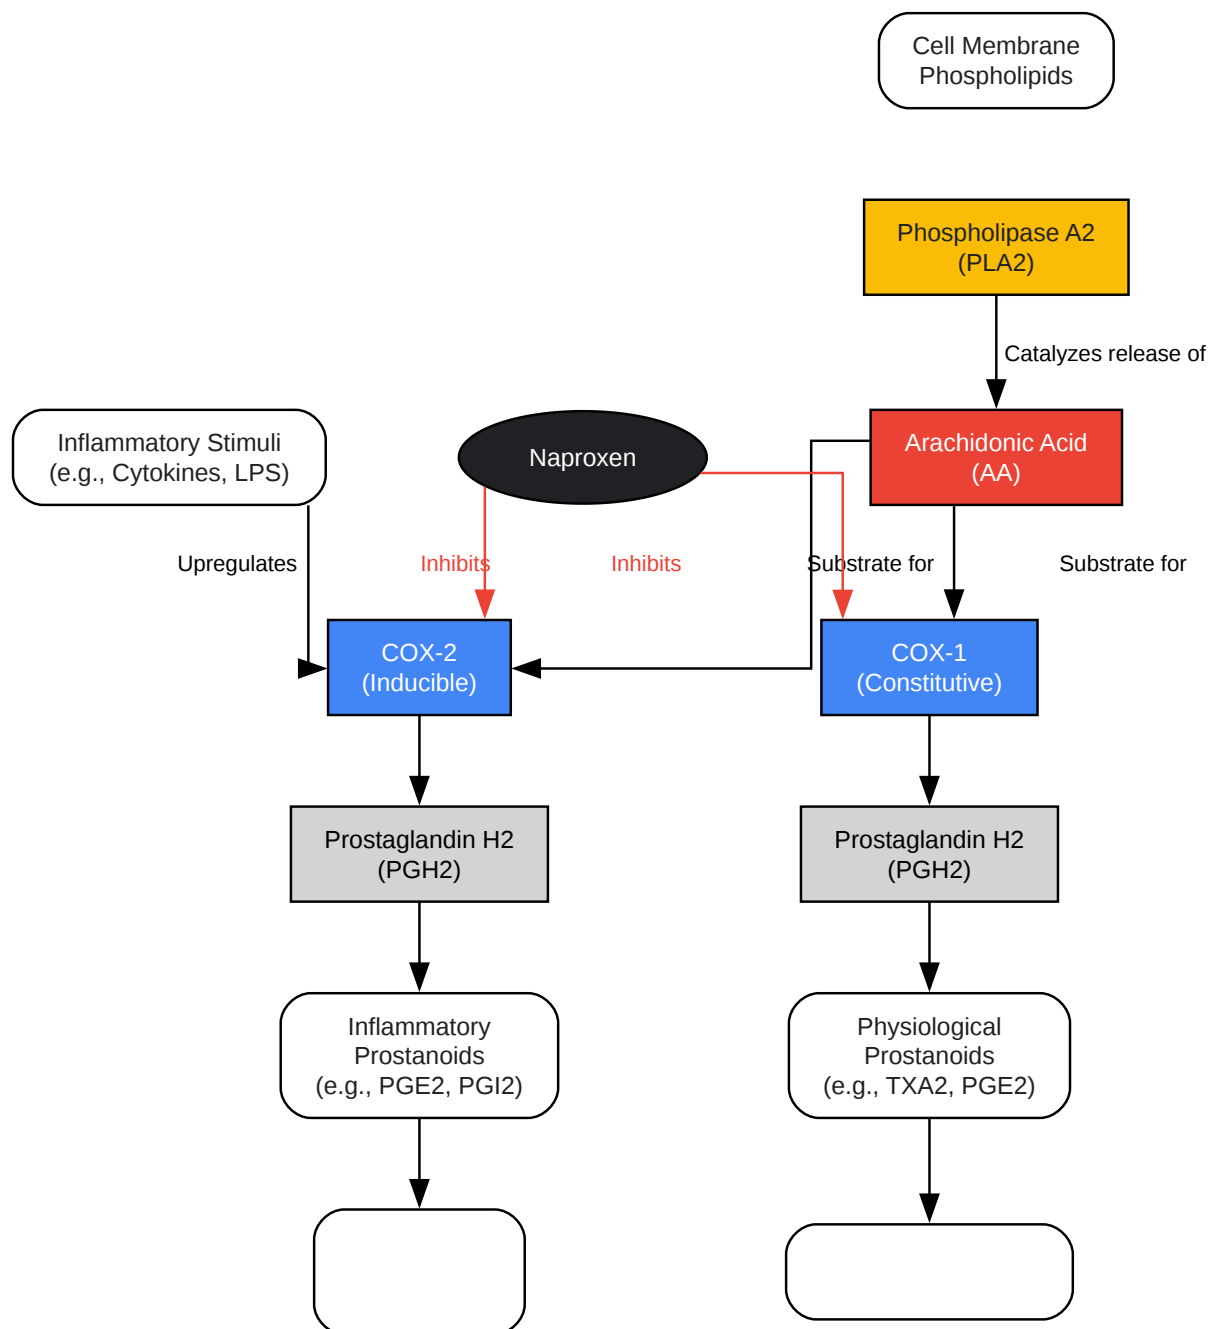 Cell Membrane
Phospholipids
Phospholipase A2
(PLA2)
Catalyzes release of
Inflammatory Stimuli
(e.g., Cytokines, LPS)
Naproxen
Arachidonic Acid
(AA)
Upregulates
Inhibits
Inhibits
Substrate for
Substrate for
COX-2
(Inducible)
COX-1
(Constitutive)
Prostaglandin H2
(PGH2)
Prostaglandin H2
(PGH2)
Inflammatory
Prostanoids
(e.g., PGE2, PGI2)
Physiological
Prostanoids
(e.g., TXA2, PGE2)